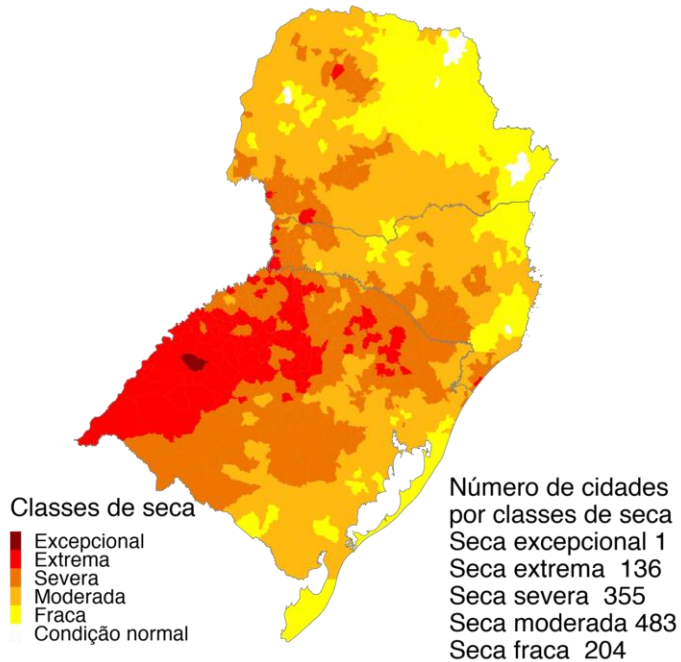 Classes de seca
Excepcional
Extrema
Severa
Moderada
Fraca
Condição normal
Número de cidades
por classes de seca
Seca excepcional 1
Seca extrema 136
Seca severa 355
Seca moderada 483
Seca fraca 204